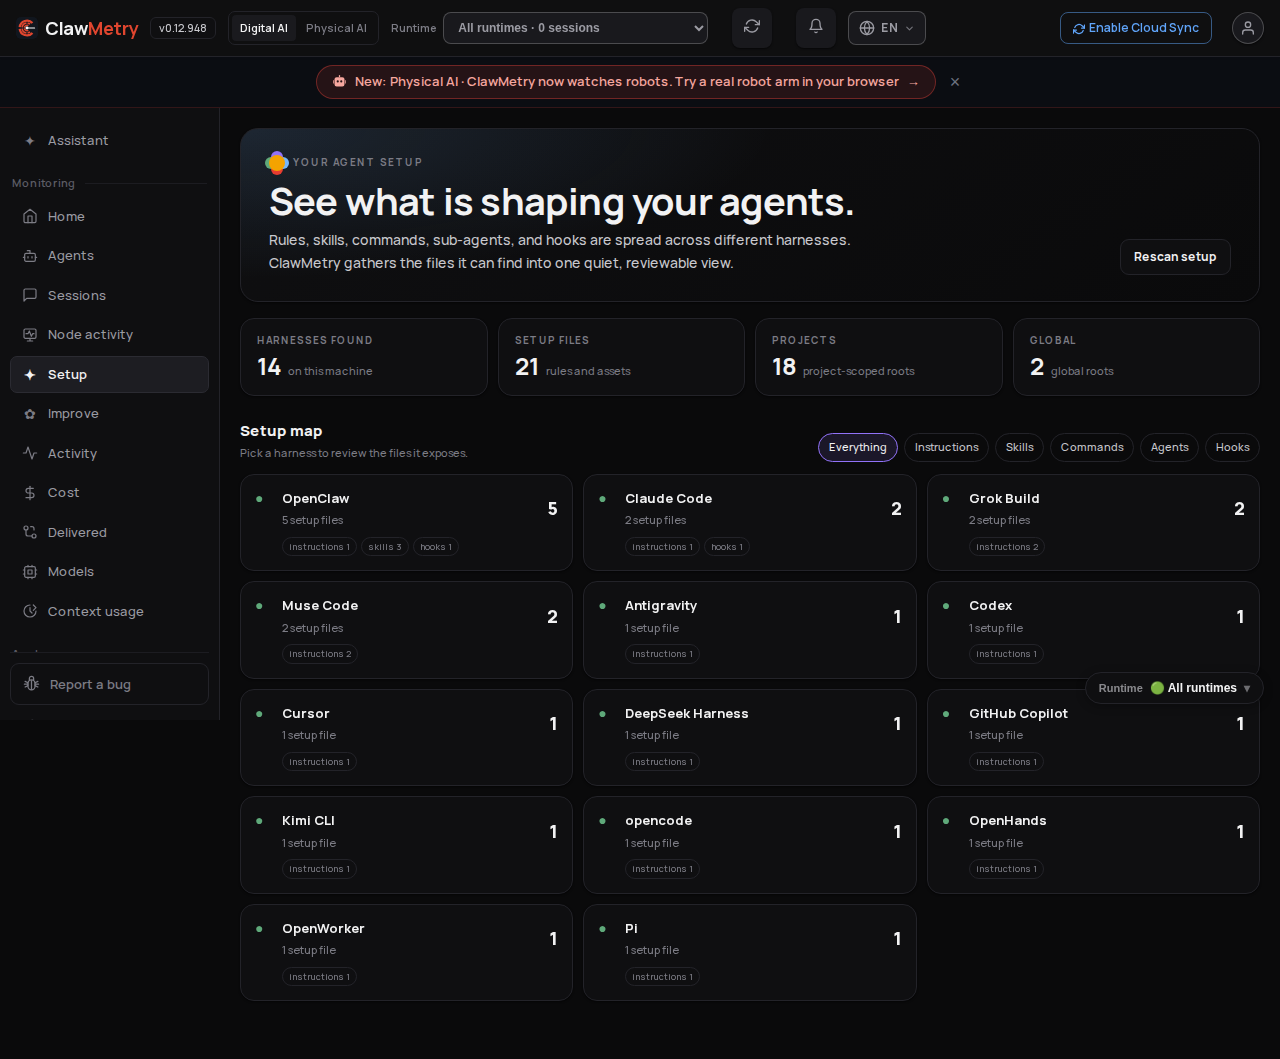 ClawMetry
v0.12.948
Digital AI
Physical AI
Runtime
All runtimes · 0 sessions
EN
Enable Cloud Sync
New: Physical AI · ClawMetry now watches robots. Try a real robot arm in your browser →
×
Assistant
Monitoring
Home
Agents
Sessions
Node activity
Setup
Improve
Activity
Cost
Delivered
Models
Context usage
Report a bug
YOUR AGENT SETUP
See what is shaping your agents.
Rules, skills, commands, sub-agents, and hooks are spread across different harnesses.
ClawMetry gathers the files it can find into one quiet, reviewable view.
Rescan setup
HARNESSES FOUND
14 on this machine
SETUP FILES
21 rules and assets
PROJECTS
18 project-scoped roots
GLOBAL
2 global roots
Setup map
Pick a harness to review the files it exposes.
Everything
Instructions
Skills
Commands
Agents
Hooks
OpenClaw
5 setup files
5
instructions 1
skills 3
hooks 1
Claude Code
2 setup files
2
instructions 1
hooks 1
Grok Build
2 setup files
2
instructions 2
Muse Code
2 setup files
2
instructions 2
Antigravity
1 setup file
1
instructions 1
Codex
1 setup file
1
instructions 1
Runtime
All runtimes
Cursor
1 setup file
1
instructions 1
DeepSeek Harness
1 setup file
1
instructions 1
GitHub Copilot
1 setup file
1
instructions 1
Kimi CLI
1 setup file
1
instructions 1
opencode
1 setup file
1
instructions 1
OpenHands
1 setup file
1
instructions 1
OpenWorker
1 setup file
1
instructions 1
Pi
1 setup file
1
instructions 1